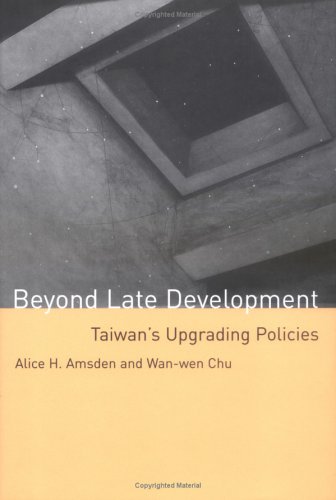 Copyrighted Material
Beyond Late Development
Taiwan's Upgrading Policies
Alice H. Amsden and Wan-wen Chu
Copyrighted Material